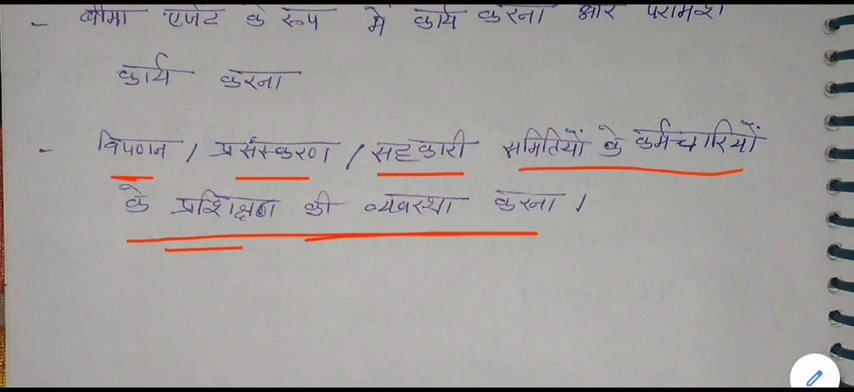 - बीमा एजेंट के रूप में कार्य करना और परामर्श
कार्य करना
- विपणन / प्रसंस्करण / सहकारी समितियों के कर्मचारियों
के प्रशिक्षण की व्यवस्था करना ।